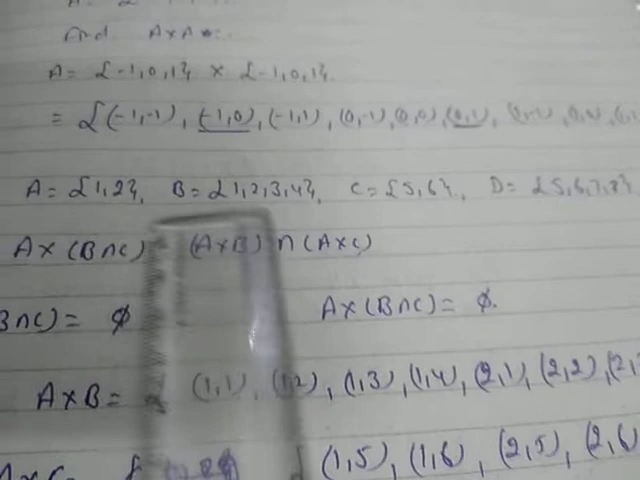 And A×A
A = {-1,0,1} × {-1,0,1}
= {(-1,-1), (-1,0), (-1,1), (0,-1), (0,0), (0,1),
A = {1,2}, B = {1,2,3,4}, C = {5,6}, D = {5,6,7,8}
A×(B∩C) (A×B) ∩ (A×C)
B∩C) = ϕ A×(B∩C) = ϕ.
A×B = { (1,1), (1,2), (1,3), (1,4), (2,1), (2,2),
A×C (1,5), (1,6), (2,5), (2,6)